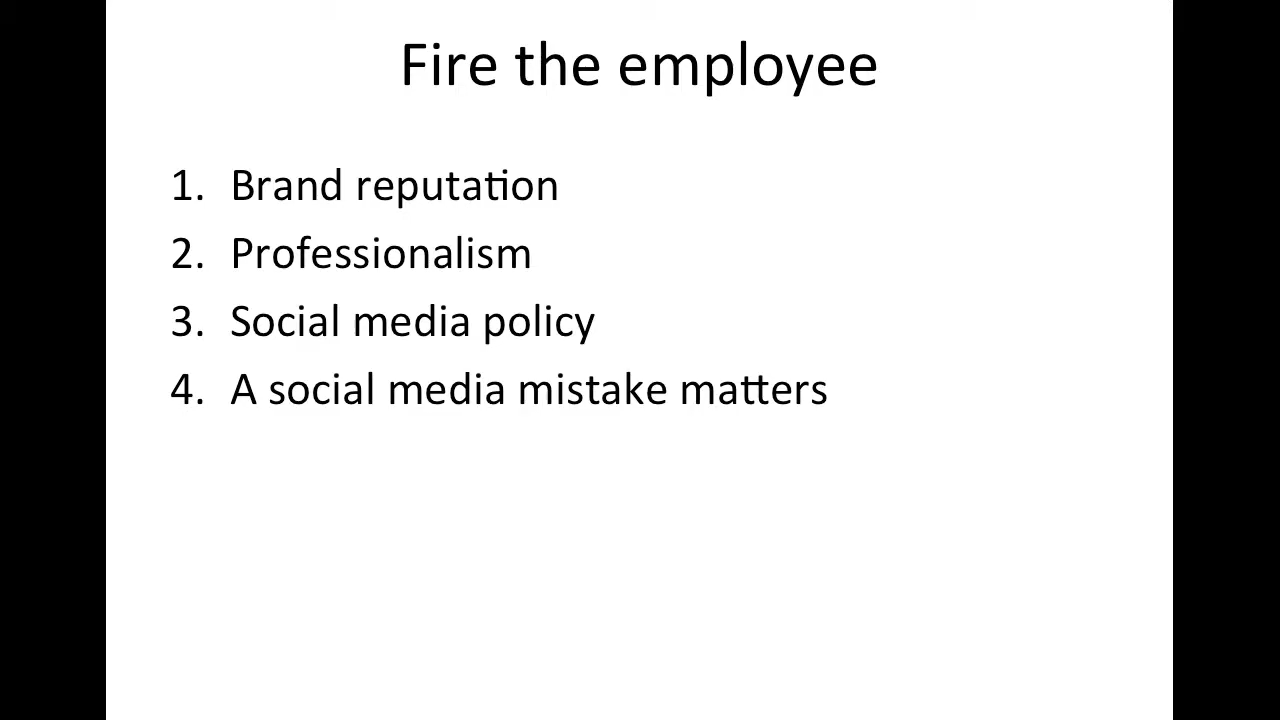 Fire the employee
1. Brand reputation
2. Professionalism
3. Social media policy
4. A social media mistake matters